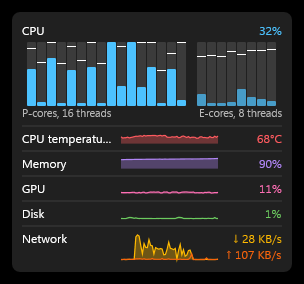 CPU 32%
P-cores, 16 threads E-cores, 8 threads
CPU temperatu... 68°C
Memory 90%
GPU 11%
Disk 1%
Network ↓ 28 KB/s
↑ 107 KB/s